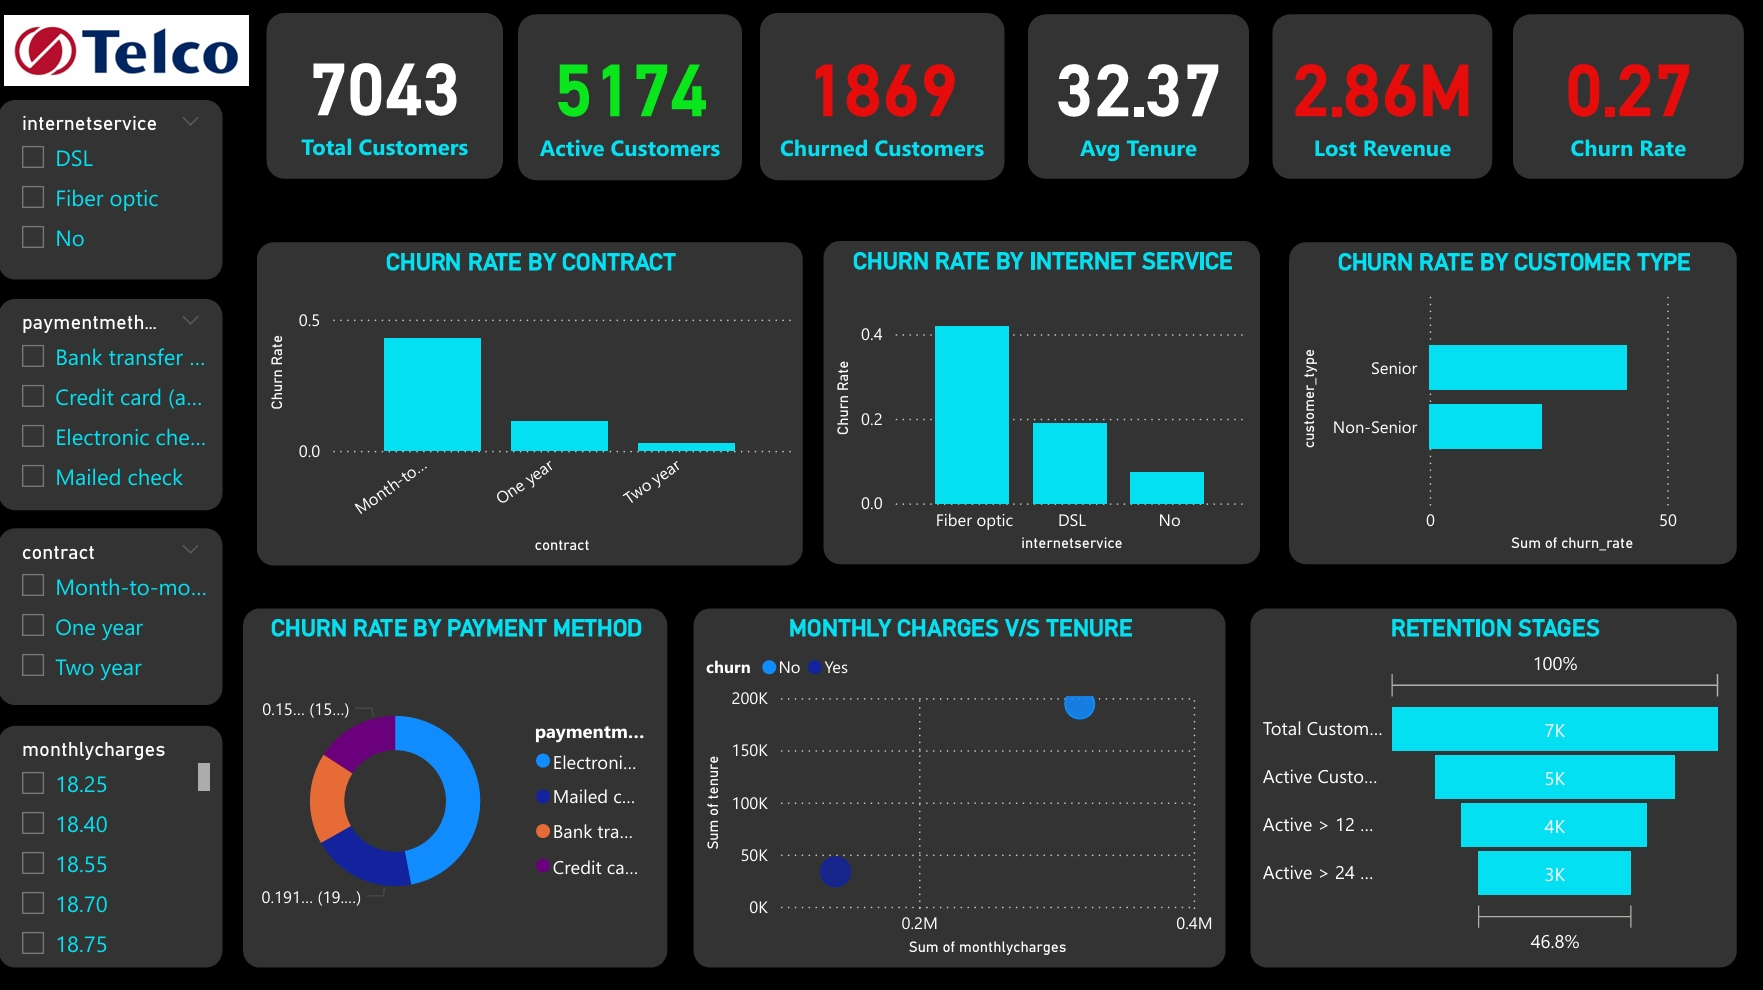 Telco
7043
Total Customers
5174
Active Customers
1869
Churned Customers
32.37
Avg Tenure
2.86M
Lost Revenue
0.27
Churn Rate
internetservice
DSL
Fiber optic
No
paymentmeth...
Bank transfer ...
Credit card (a...
Electronic che...
Mailed check
contract
Month-to-mo...
One year
Two year
monthlycharges
18.25
18.40
18.55
18.70
18.75
CHURN RATE BY CONTRACT
Churn Rate
0.5
0.0
Month-to...
One year
Two year
contract
CHURN RATE BY INTERNET SERVICE
Churn Rate
0.4
0.2
0.0
Fiber optic
DSL
No
internetservice
CHURN RATE BY CUSTOMER TYPE
customer_type
Senior
Non-Senior
0
50
Sum of churn_rate
CHURN RATE BY PAYMENT METHOD
0.15... (15...)
0.191... (19....)
paymentm...
Electroni...
Mailed c...
Bank tra...
Credit ca...
MONTHLY CHARGES V/S TENURE
churn No Yes
Sum of tenure
200K
150K
100K
50K
0K
0.2M
0.4M
Sum of monthlycharges
RETENTION STAGES
100%
Total Custom...
7K
Active Custo...
5K
Active > 12 ...
4K
Active > 24 ...
3K
46.8%